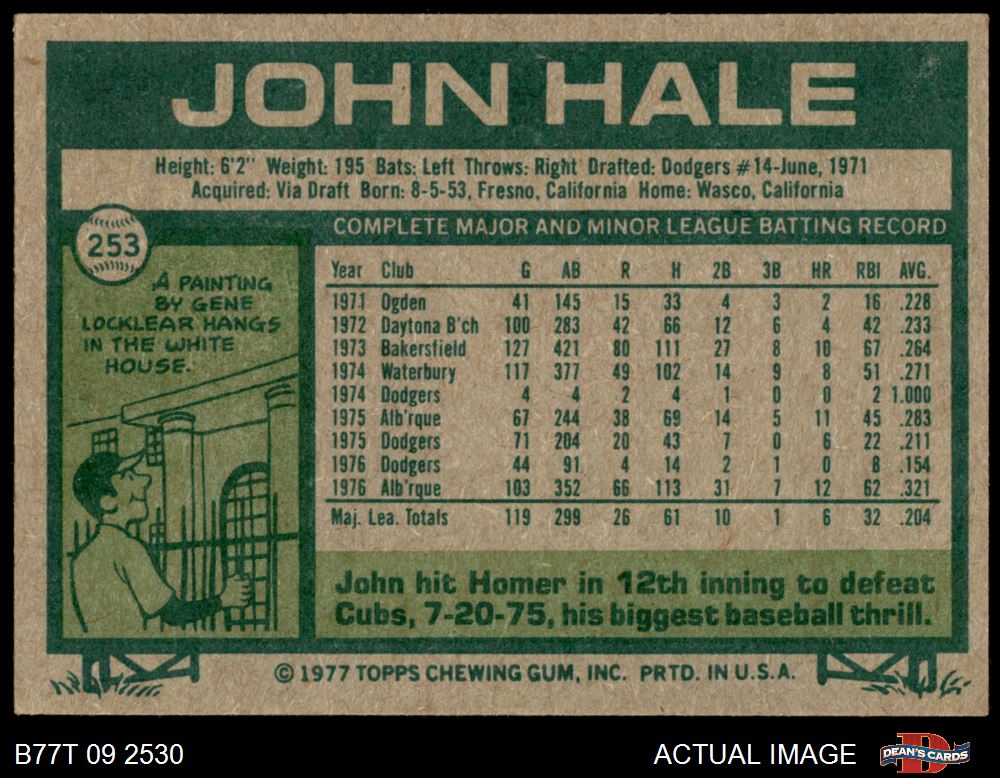 JOHN HALE
Height: 6'2" Weight: 195 Bats: Left Throws: Right Drafted: Dodgers #14-June, 1971
Acquired: Via Draft Born: 8-5-53, Fresno, California Home: Wasco, California
253
A PAINTING
BY GENE
LOCKLEAR HANGS
IN THE WHITE
HOUSE.
COMPLETE MAJOR AND MINOR LEAGUE BATTING RECORD
Year Club G AB R H 2B 3B HR RBI AVG.
1971 Ogden 41 145 15 33 4 3 2 16 .228
1972 Daytona B'ch 100 283 42 66 12 6 4 42 .233
1973 Bakersfield 127 421 80 111 27 8 10 67 .264
1974 Waterbury 117 377 49 102 14 9 8 51 .271
1974 Dodgers 4 4 2 4 1 0 0 2 1.000
1975 Alb'rque 67 244 38 69 14 5 11 45 .283
1975 Dodgers 71 204 20 43 7 0 6 22 .211
1976 Dodgers 44 91 4 14 2 1 0 8 .154
1976 Alb'rque 103 352 66 113 31 7 12 62 .321
Maj. Lea. Totals 119 299 26 61 10 1 6 32 .204
John hit Homer in 12th inning to defeat
Cubs, 7-20-75, his biggest baseball thrill.
© 1977 TOPPS CHEWING GUM, INC. PRTD. IN U.S.A.
B77T 09 2530
ACTUAL IMAGE
D
DEAN'S CARDS